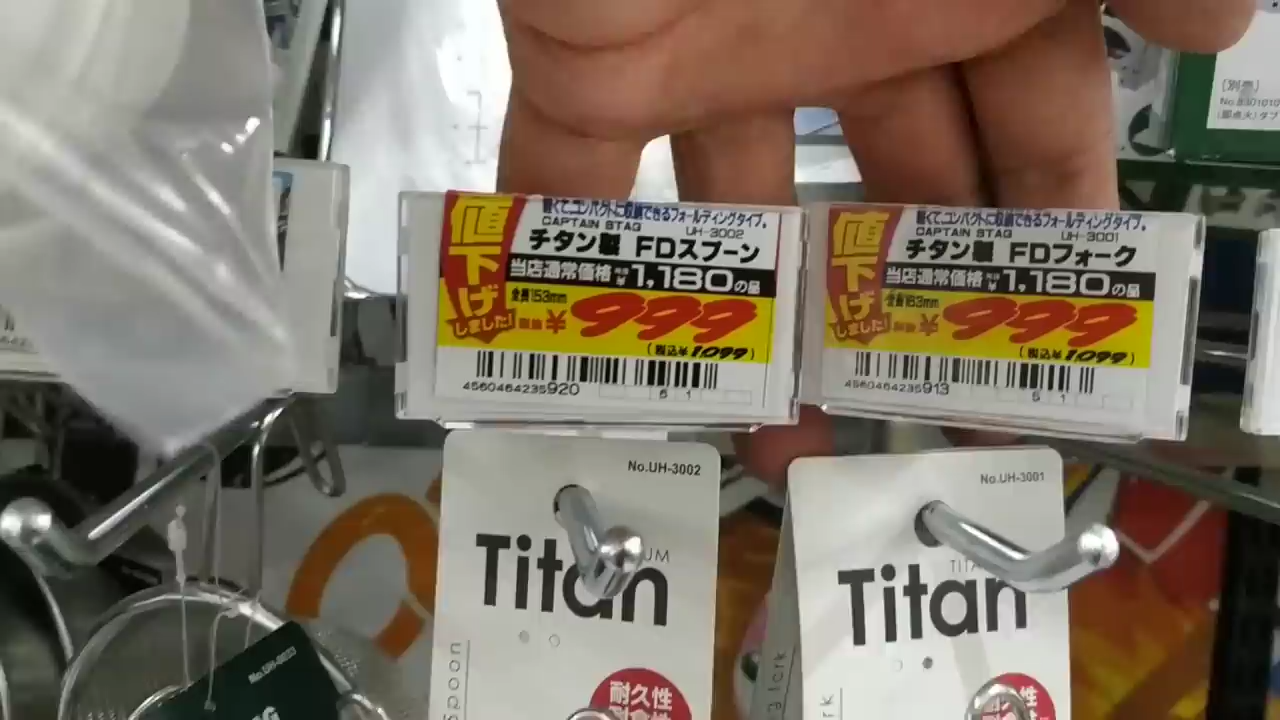 値下げしました!
軽くて、コンパクトに収納できるフォールディングタイプ。
CAPTAIN STAG UH-3002
チタン製 FDスプーン
当店通常価格 ¥1,180の品
全長153mm
¥999
(税込¥1099)
4560464235920
5 1
値下げしました!
軽くて、コンパクトに収納できるフォールディングタイプ。
CAPTAIN STAG UH-3001
チタン製 FDフォーク
当店通常価格 ¥1,180の品
全長163mm
¥999
(税込¥1099)
4560464235913
5 1
No.UH-3002
Titan
耐久性
No.UH-3001
Titan
(別売)